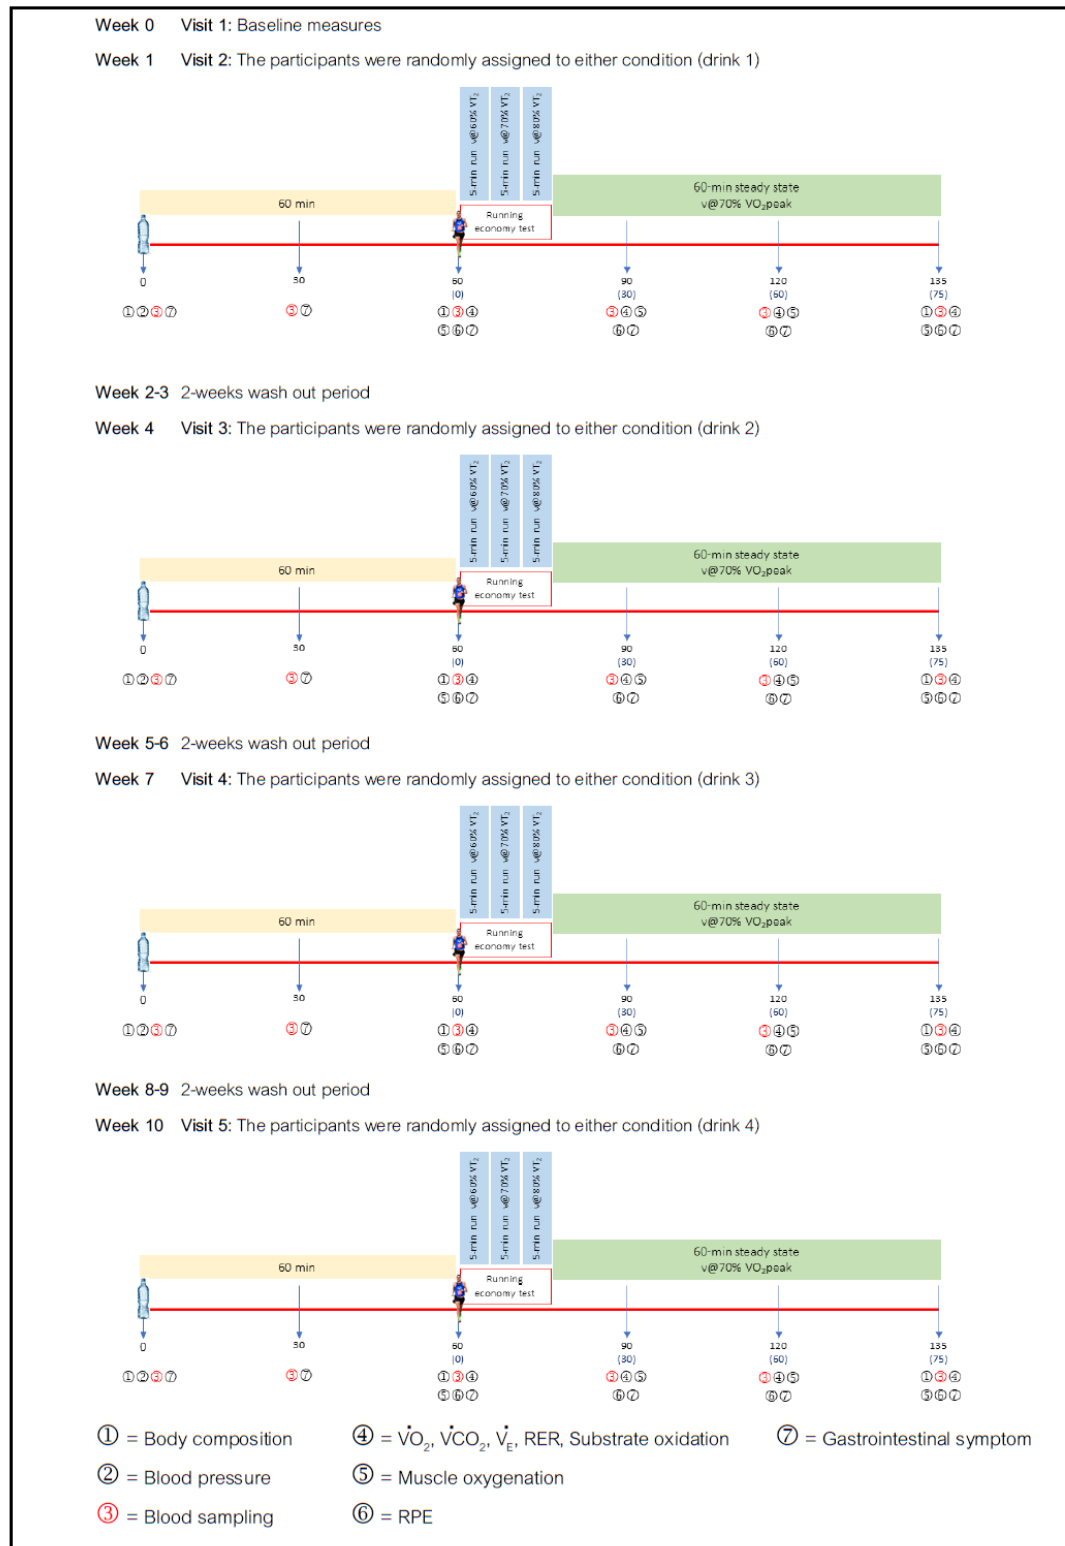 Week 0 Visit 1: Baseline measures
Week 1 Visit 2: The participants were randomly assigned to either condition (drink 1)
5-min run v@60% VT₂
5-min run v@70% VT₂
5-min run v@80% VT₂
60 min
Running
economy test
60-min steady state
v@70% VO₂peak
0 30 60 90 120 135
(0) (30) (60) (75)
①②③⑦ ③⑦ ①③④ ③④⑤ ③④⑤ ①③④
⑤⑥⑦ ⑥⑦ ⑥⑦ ⑤⑥⑦
Week 2-3 2-weeks wash out period
Week 4 Visit 3: The participants were randomly assigned to either condition (drink 2)
5-min run v@60% VT₂
5-min run v@70% VT₂
5-min run v@80% VT₂
60 min
Running
economy test
60-min steady state
v@70% VO₂peak
0 30 60 90 120 135
(0) (30) (60) (75)
①②③⑦ ③⑦ ①③④ ③④⑤ ③④⑤ ①③④
⑤⑥⑦ ⑥⑦ ⑥⑦ ⑤⑥⑦
Week 5-6 2-weeks wash out period
Week 7 Visit 4: The participants were randomly assigned to either condition (drink 3)
5-min run v@60% VT₂
5-min run v@70% VT₂
5-min run v@80% VT₂
60 min
Running
economy test
60-min steady state
v@70% VO₂peak
0 30 60 90 120 135
(0) (30) (60) (75)
①②③⑦ ③⑦ ①③④ ③④⑤ ③④⑤ ①③④
⑤⑥⑦ ⑥⑦ ⑥⑦ ⑤⑥⑦
Week 8-9 2-weeks wash out period
Week 10 Visit 5: The participants were randomly assigned to either condition (drink 4)
5-min run v@60% VT₂
5-min run v@70% VT₂
5-min run v@80% VT₂
60 min
Running
economy test
60-min steady state
v@70% VO₂peak
0 30 60 90 120 135
(0) (30) (60) (75)
①②③⑦ ③⑦ ①③④ ③④⑤ ③④⑤ ①③④
⑤⑥⑦ ⑥⑦ ⑥⑦ ⑤⑥⑦
① = Body composition ④ = V̇O₂, V̇CO₂, V̇E, RER, Substrate oxidation ⑦ = Gastrointestinal symptom
② = Blood pressure ⑤ = Muscle oxygenation
③ = Blood sampling ⑥ = RPE